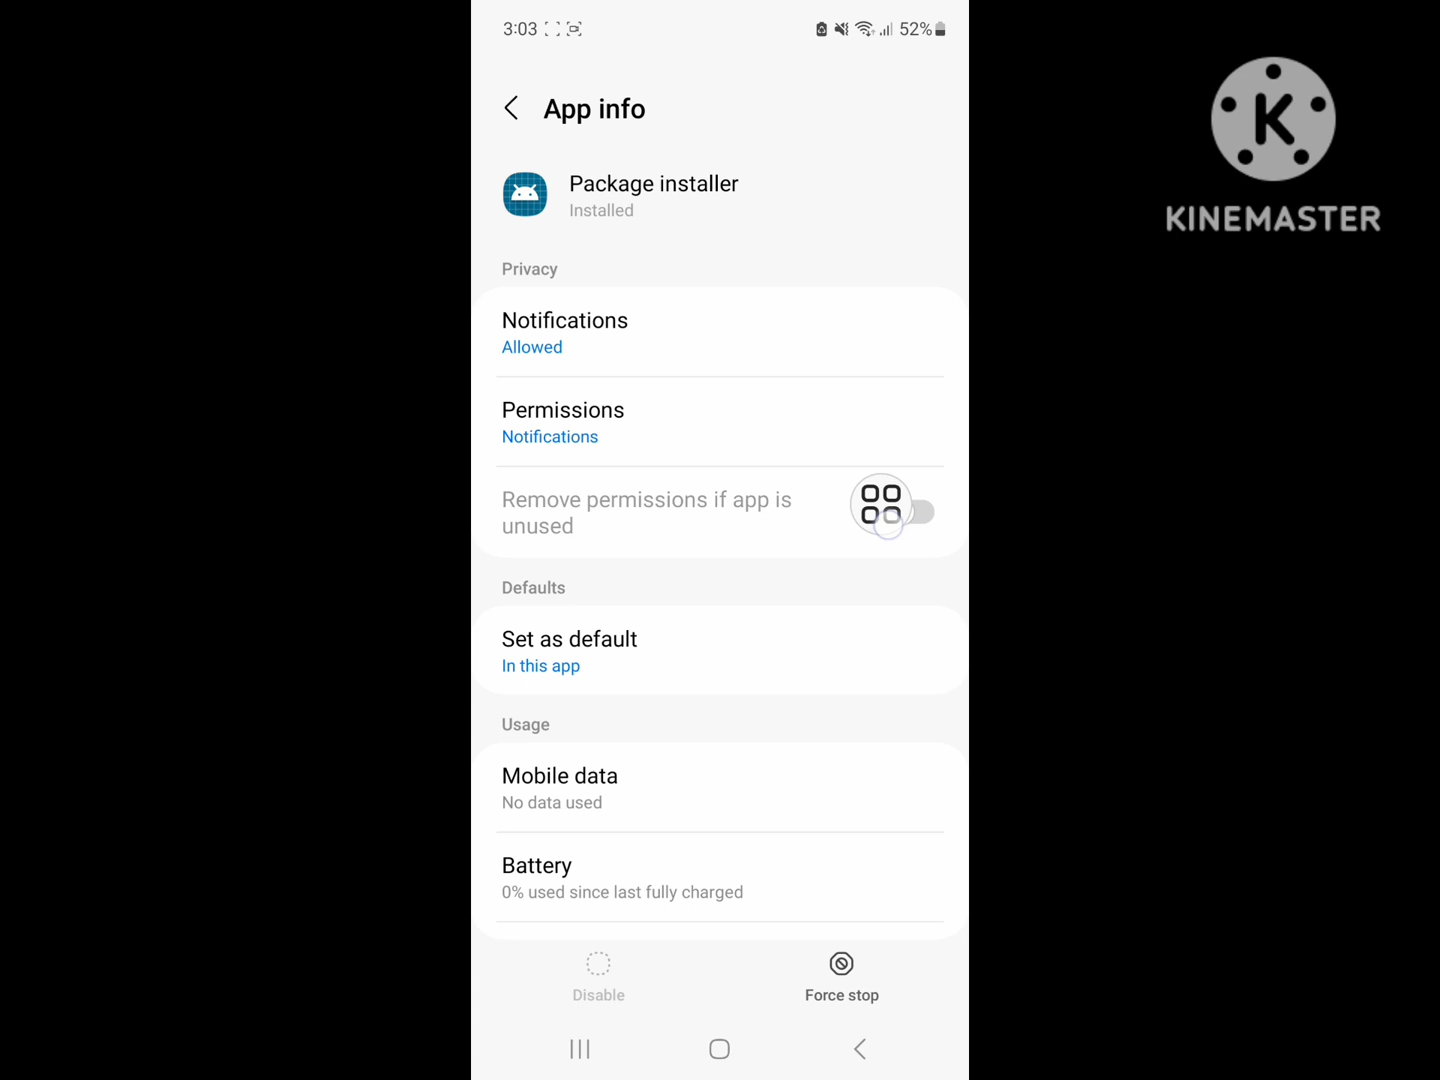 3:03
52%
App info
Package installer
Installed
Privacy
Notifications
Allowed
Permissions
Notifications
Remove permissions if app is
unused
Defaults
Set as default
In this app
Usage
Mobile data
No data used
Battery
0% used since last fully charged
Disable
Force stop
K
KINEMASTER